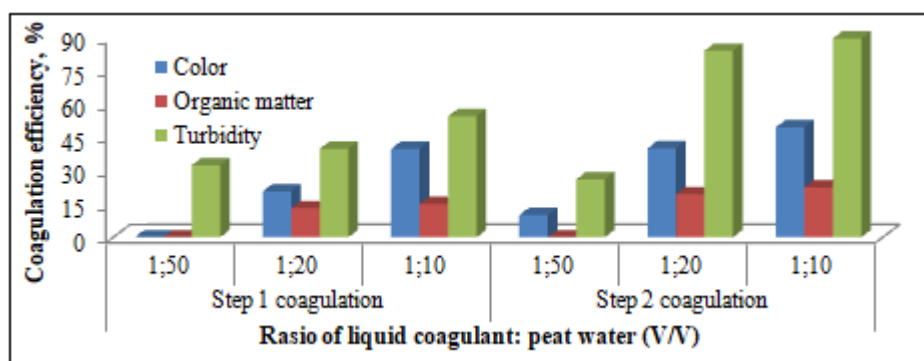 Coagulation efficiency, %
90
75
60
45
30
15
0
Color
Organic matter
Turbidity
1;50 1;20 1;10 1;50 1;20 1;10
Step 1 coagulation Step 2 coagulation
Rasio of liquid coagulant: peat water (V/V)